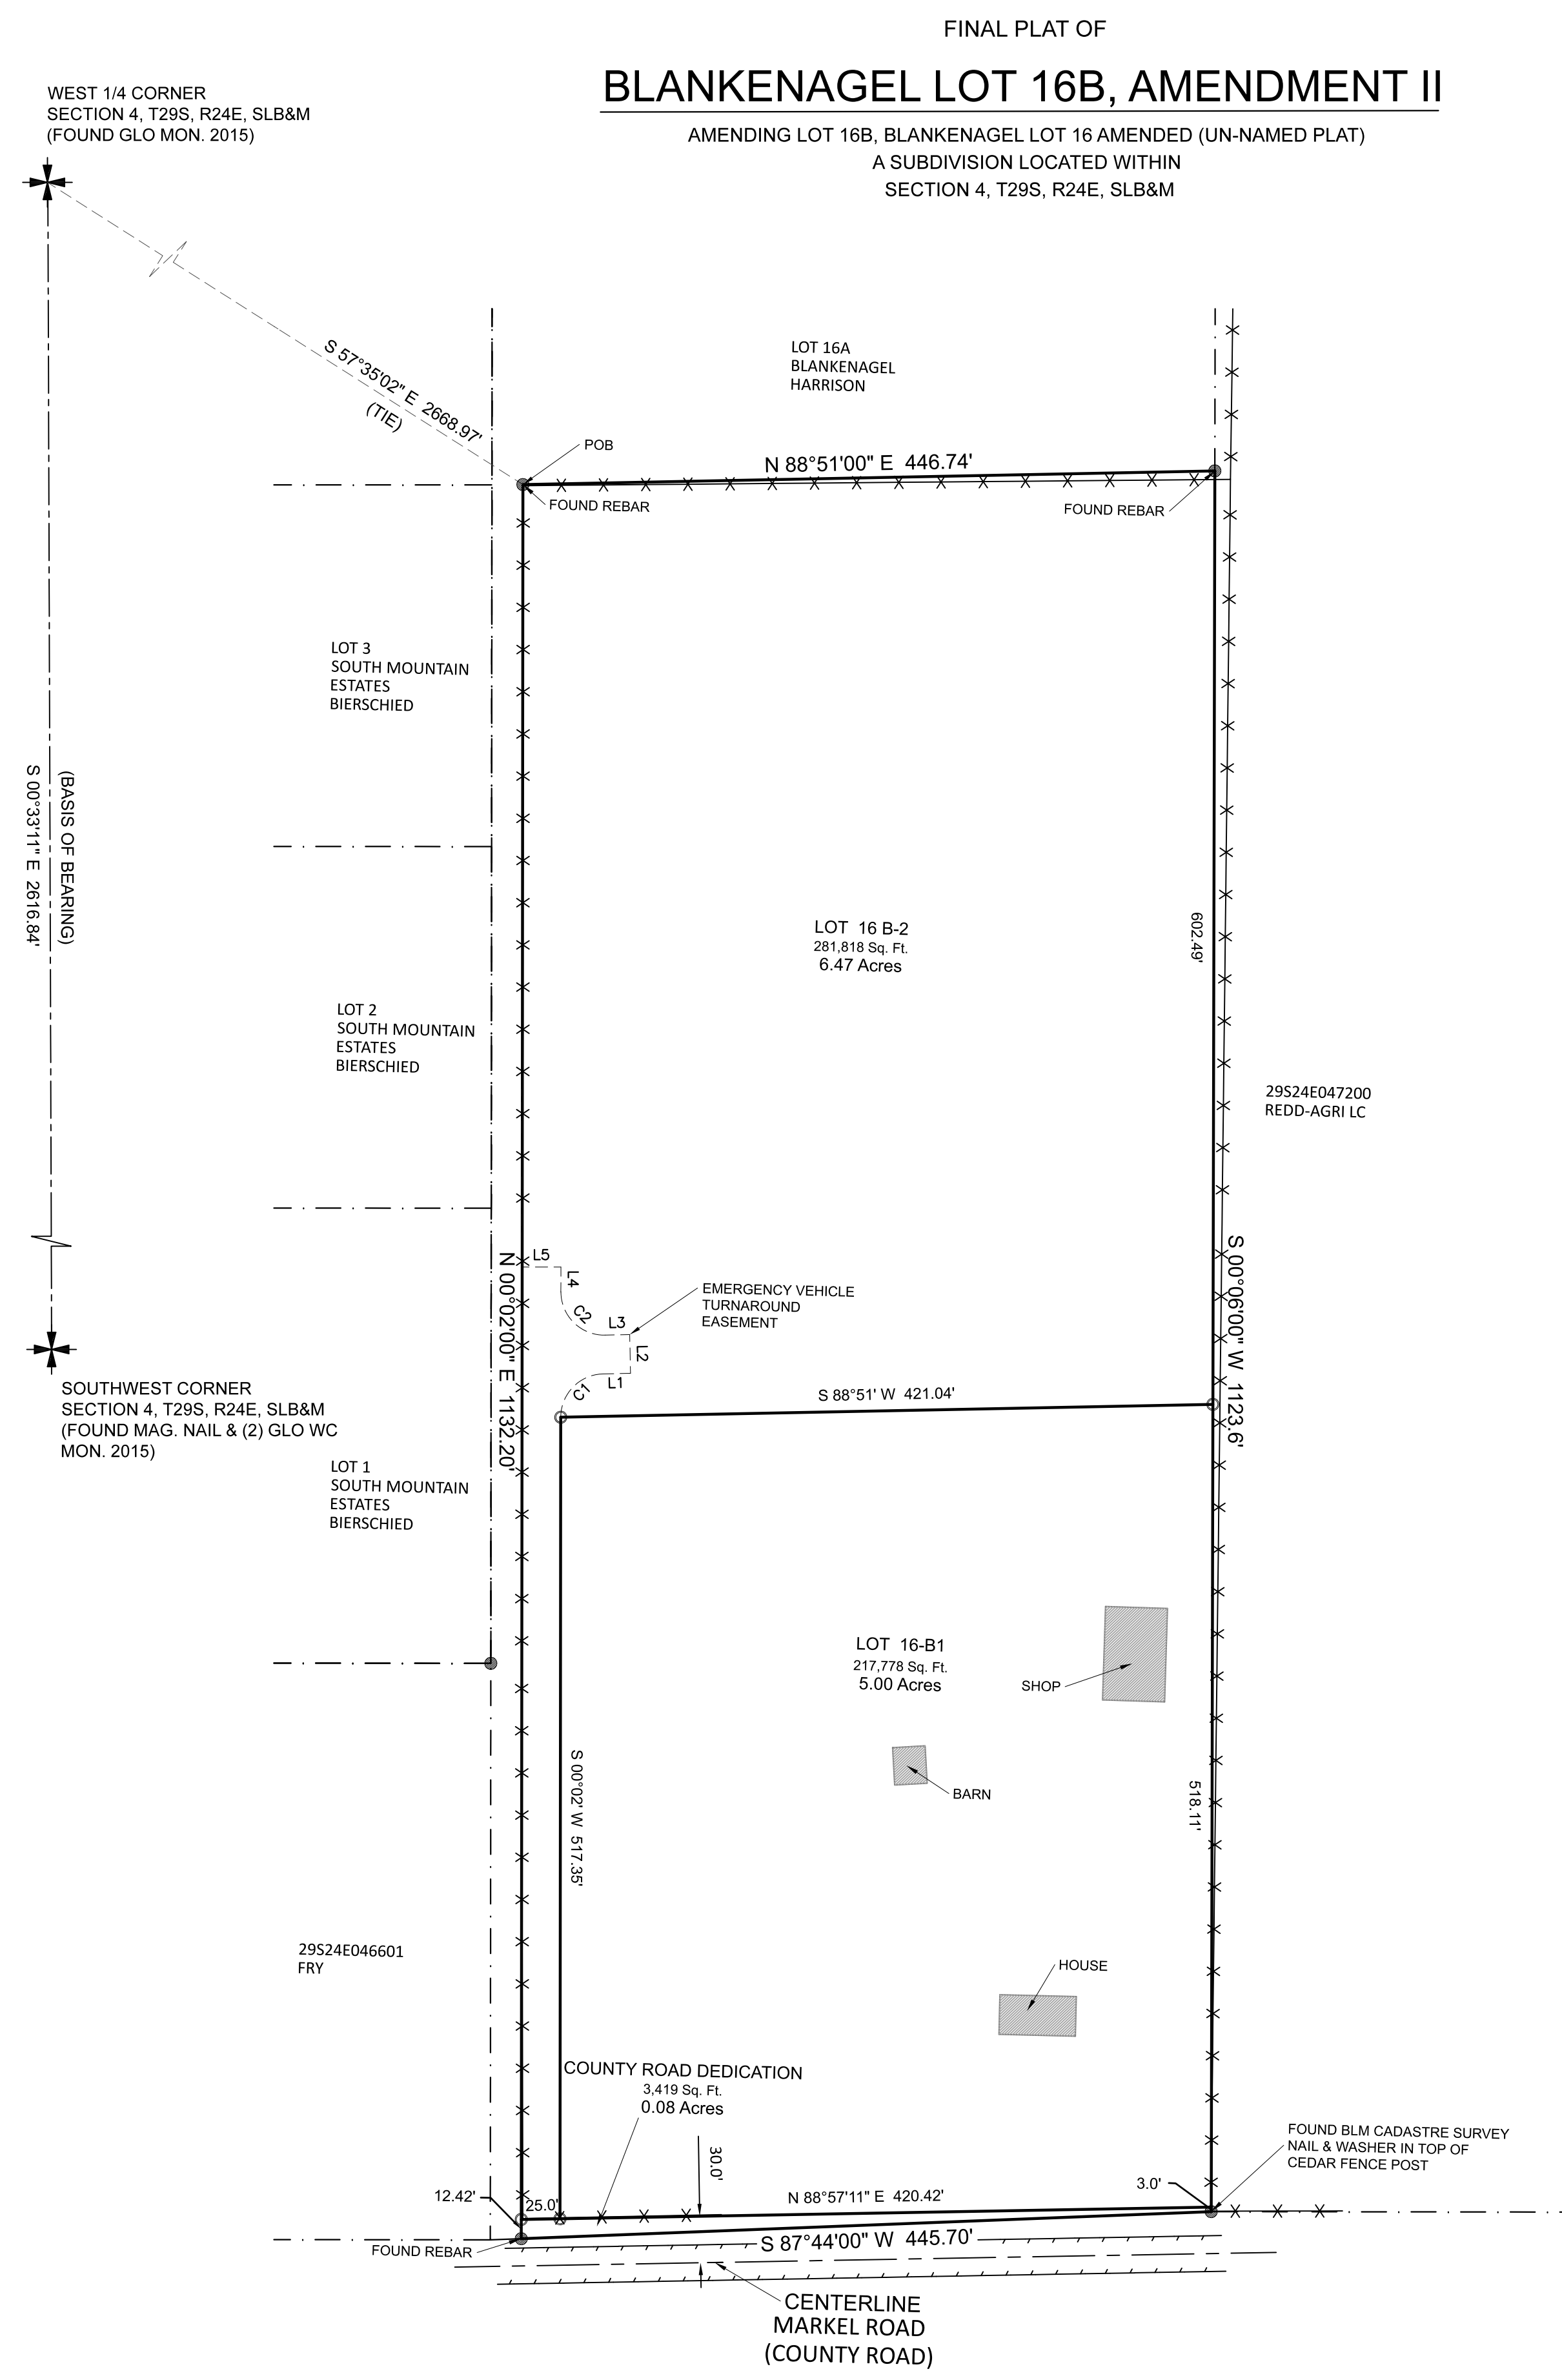 FINAL PLAT OF
BLANKENAGEL LOT 16B, AMENDMENT II
AMENDING LOT 16B, BLANKENAGEL LOT 16 AMENDED (UN-NAMED PLAT)
A SUBDIVISION LOCATED WITHIN
SECTION 4, T29S, R24E, SLB&M
WEST 1/4 CORNER
SECTION 4, T29S, R24E, SLB&M
(FOUND GLO MON. 2015)
S 57°35'02" E 2668.97'
(TIE)
LOT 16A
BLANKENAGEL
HARRISON
POB
N 88°51'00" E 446.74'
FOUND REBAR
FOUND REBAR
LOT 3
SOUTH MOUNTAIN
ESTATES
BIERSCHIED
(BASIS OF BEARING)
S 00°33'11" E 2616.84'
LOT 16 B-2
281,818 Sq. Ft.
6.47 Acres
602.49'
LOT 2
SOUTH MOUNTAIN
ESTATES
BIERSCHIED
29S24E047200
REDD-AGRI LC
L5
L4
C2
L3
L2
L1
C1
EMERGENCY VEHICLE
TURNAROUND
EASEMENT
N 00°02'00" E 1132.20'
S 00°06'00" W 1123.6'
S 88°51' W 421.04'
SOUTHWEST CORNER
SECTION 4, T29S, R24E, SLB&M
(FOUND MAG. NAIL & (2) GLO WC
MON. 2015)
LOT 1
SOUTH MOUNTAIN
ESTATES
BIERSCHIED
LOT 16-B1
217,778 Sq. Ft.
5.00 Acres
SHOP
BARN
S 00°02' W 517.35'
518.11'
29S24E046601
FRY
HOUSE
COUNTY ROAD DEDICATION
3,419 Sq. Ft.
0.08 Acres
30.0'
FOUND BLM CADASTRE SURVEY
NAIL & WASHER IN TOP OF
CEDAR FENCE POST
3.0'
12.42'
25.0'
N 88°57'11" E 420.42'
FOUND REBAR
S 87°44'00" W 445.70'
CENTERLINE
MARKEL ROAD
(COUNTY ROAD)